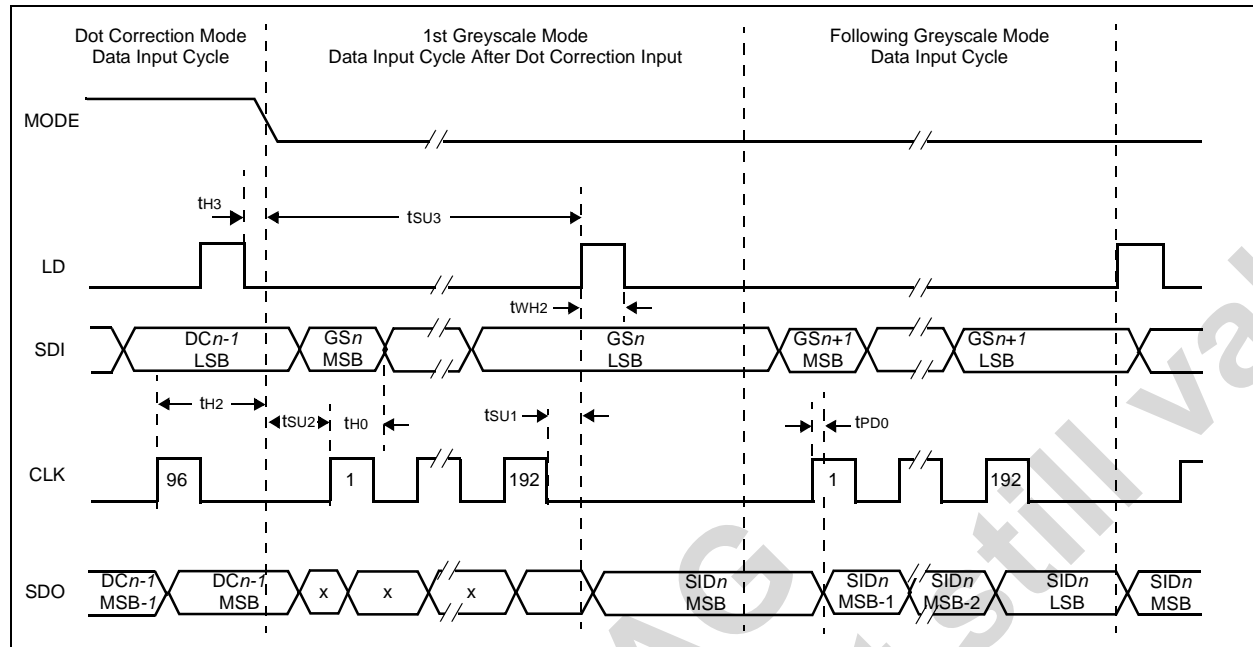 Dot Correction Mode
Data Input Cycle
1st Greyscale Mode
Data Input Cycle After Dot Correction Input
Following Greyscale Mode
Data Input Cycle
MODE
tH3
tSU3
LD
tWH2
SDI
DCn-1
LSB
GSn
MSB
GSn
LSB
GSn+1
MSB
GSn+1
LSB
tH2
tSU2
tH0
tSU1
tPD0
CLK
96
1
192
1
192
SDO
DCn-1
MSB-1
DCn-1
MSB
x
x
x
SIDn
MSB
SIDn
MSB-1
SIDn
MSB-2
SIDn
LSB
SIDn
MSB
AG
still va